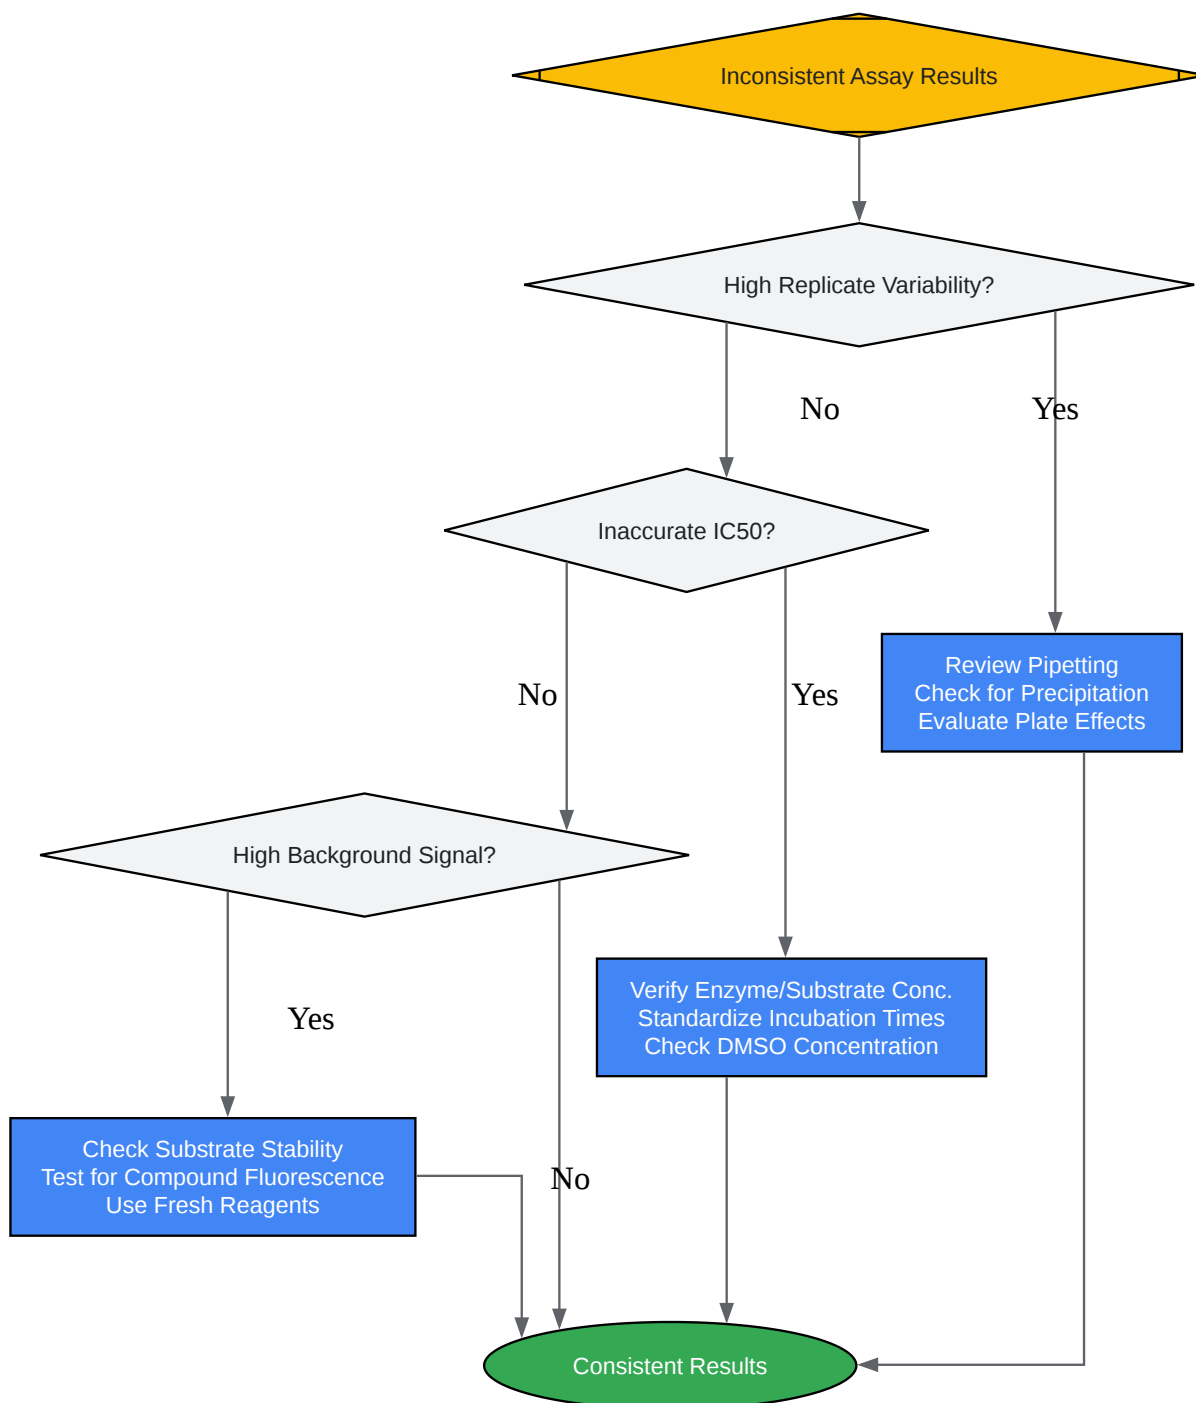 Inconsistent Assay Results
High Replicate Variability?
No
Yes
Inaccurate IC50?
No
Yes
Review Pipetting
Check for Precipitation
Evaluate Plate Effects
High Background Signal?
Yes
Verify Enzyme/Substrate Conc.
Standardize Incubation Times
Check DMSO Concentration
Check Substrate Stability
Test for Compound Fluorescence
Use Fresh Reagents
No
Consistent Results